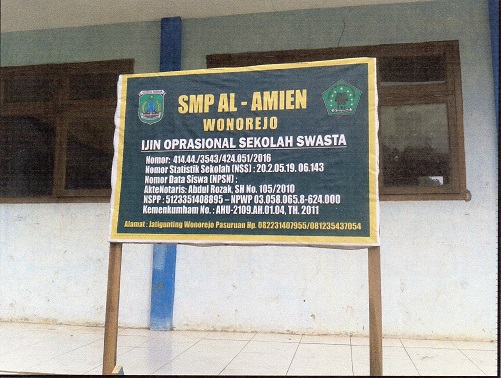 SMP AL - AMIEN
WONOREJO
IJIN OPRASIONAL SEKOLAH SWASTA
Nomor: 414.44./3543/424.051/2016
Nomor Statistik Sekolah (NSS) : 20.2.05.19. 06.143
Nomor Data Siswa (NPSN) :
AkteNotaris: Abdul Rozak, SH No. 105/2010
NSPP : 5123351408895 – NPWP 03.058.065.8-624.000
Kemenkumham No. : AHU-2109.AH.01.04, TH. 2011
Alamat : Jatigunting Wonorejo Pasuruan Hp. 082231407955/081235437054